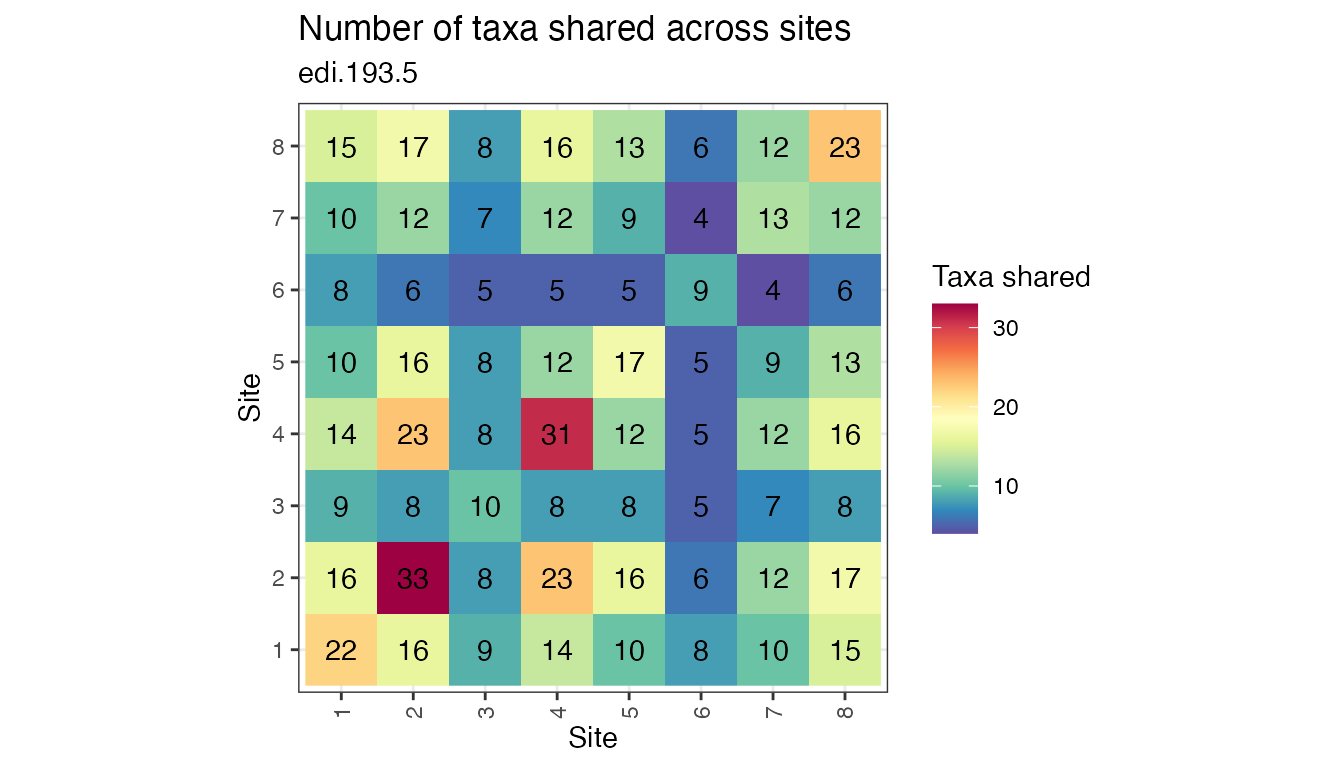 Number of taxa shared across sites
edi.193.5
8 15 17 8 16 13 6 12 23
7 10 12 7 12 9 4 13 12
6 8 6 5 5 5 9 4 6
5 10 16 8 12 17 5 9 13
4 14 23 8 31 12 5 12 16
3 9 8 10 8 8 5 7 8
2 16 33 8 23 16 6 12 17
1 22 16 9 14 10 8 10 15
Site
1 2 3 4 5 6 7 8
Site
Taxa shared
30
20
10